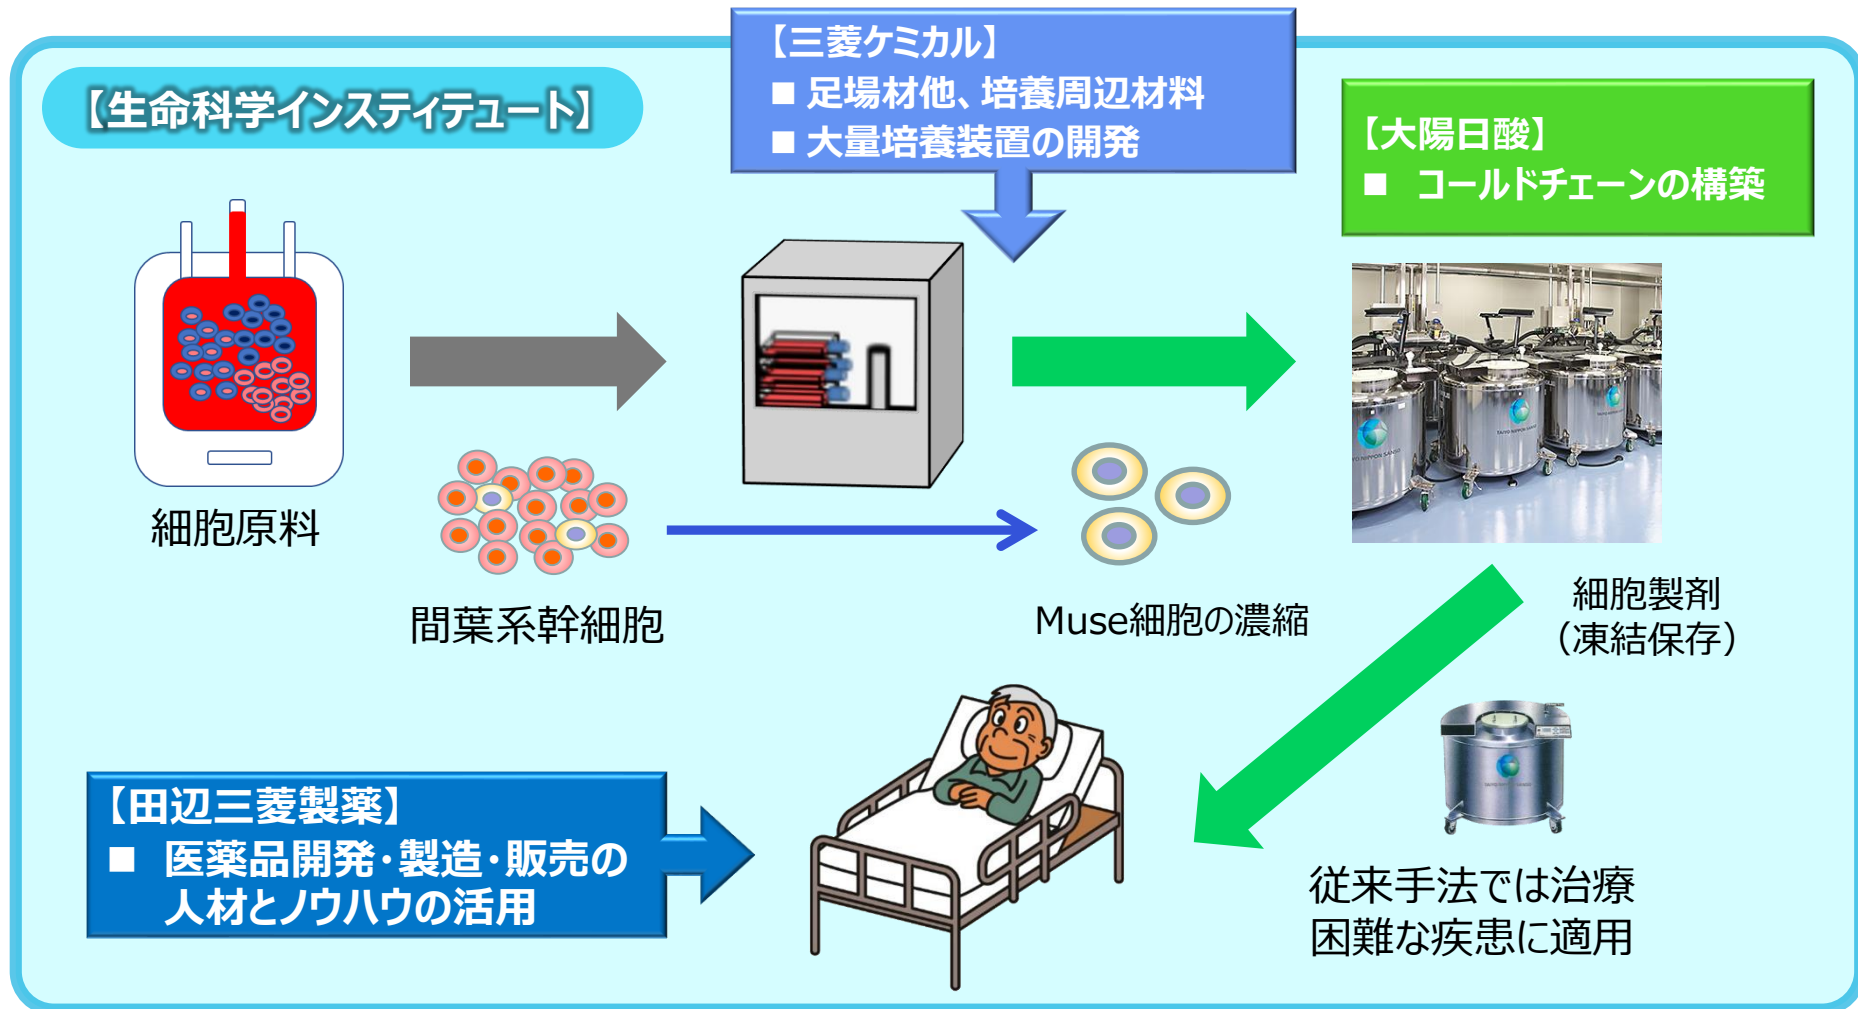 【三菱ケミカル】
■ 足場材他、培養周辺材料
■ 大量培養装置の開発
【生命科学インスティテュート】
【大陽日酸】
■ コールドチェーンの構築
細胞原料
間葉系幹細胞
Muse細胞の濃縮
TAIYO NIPPON SANSO
細胞製剤
（凍結保存）
【田辺三菱製薬】
■ 医薬品開発・製造・販売の
人材とノウハウの活用
従来手法では治療
困難な疾患に適用